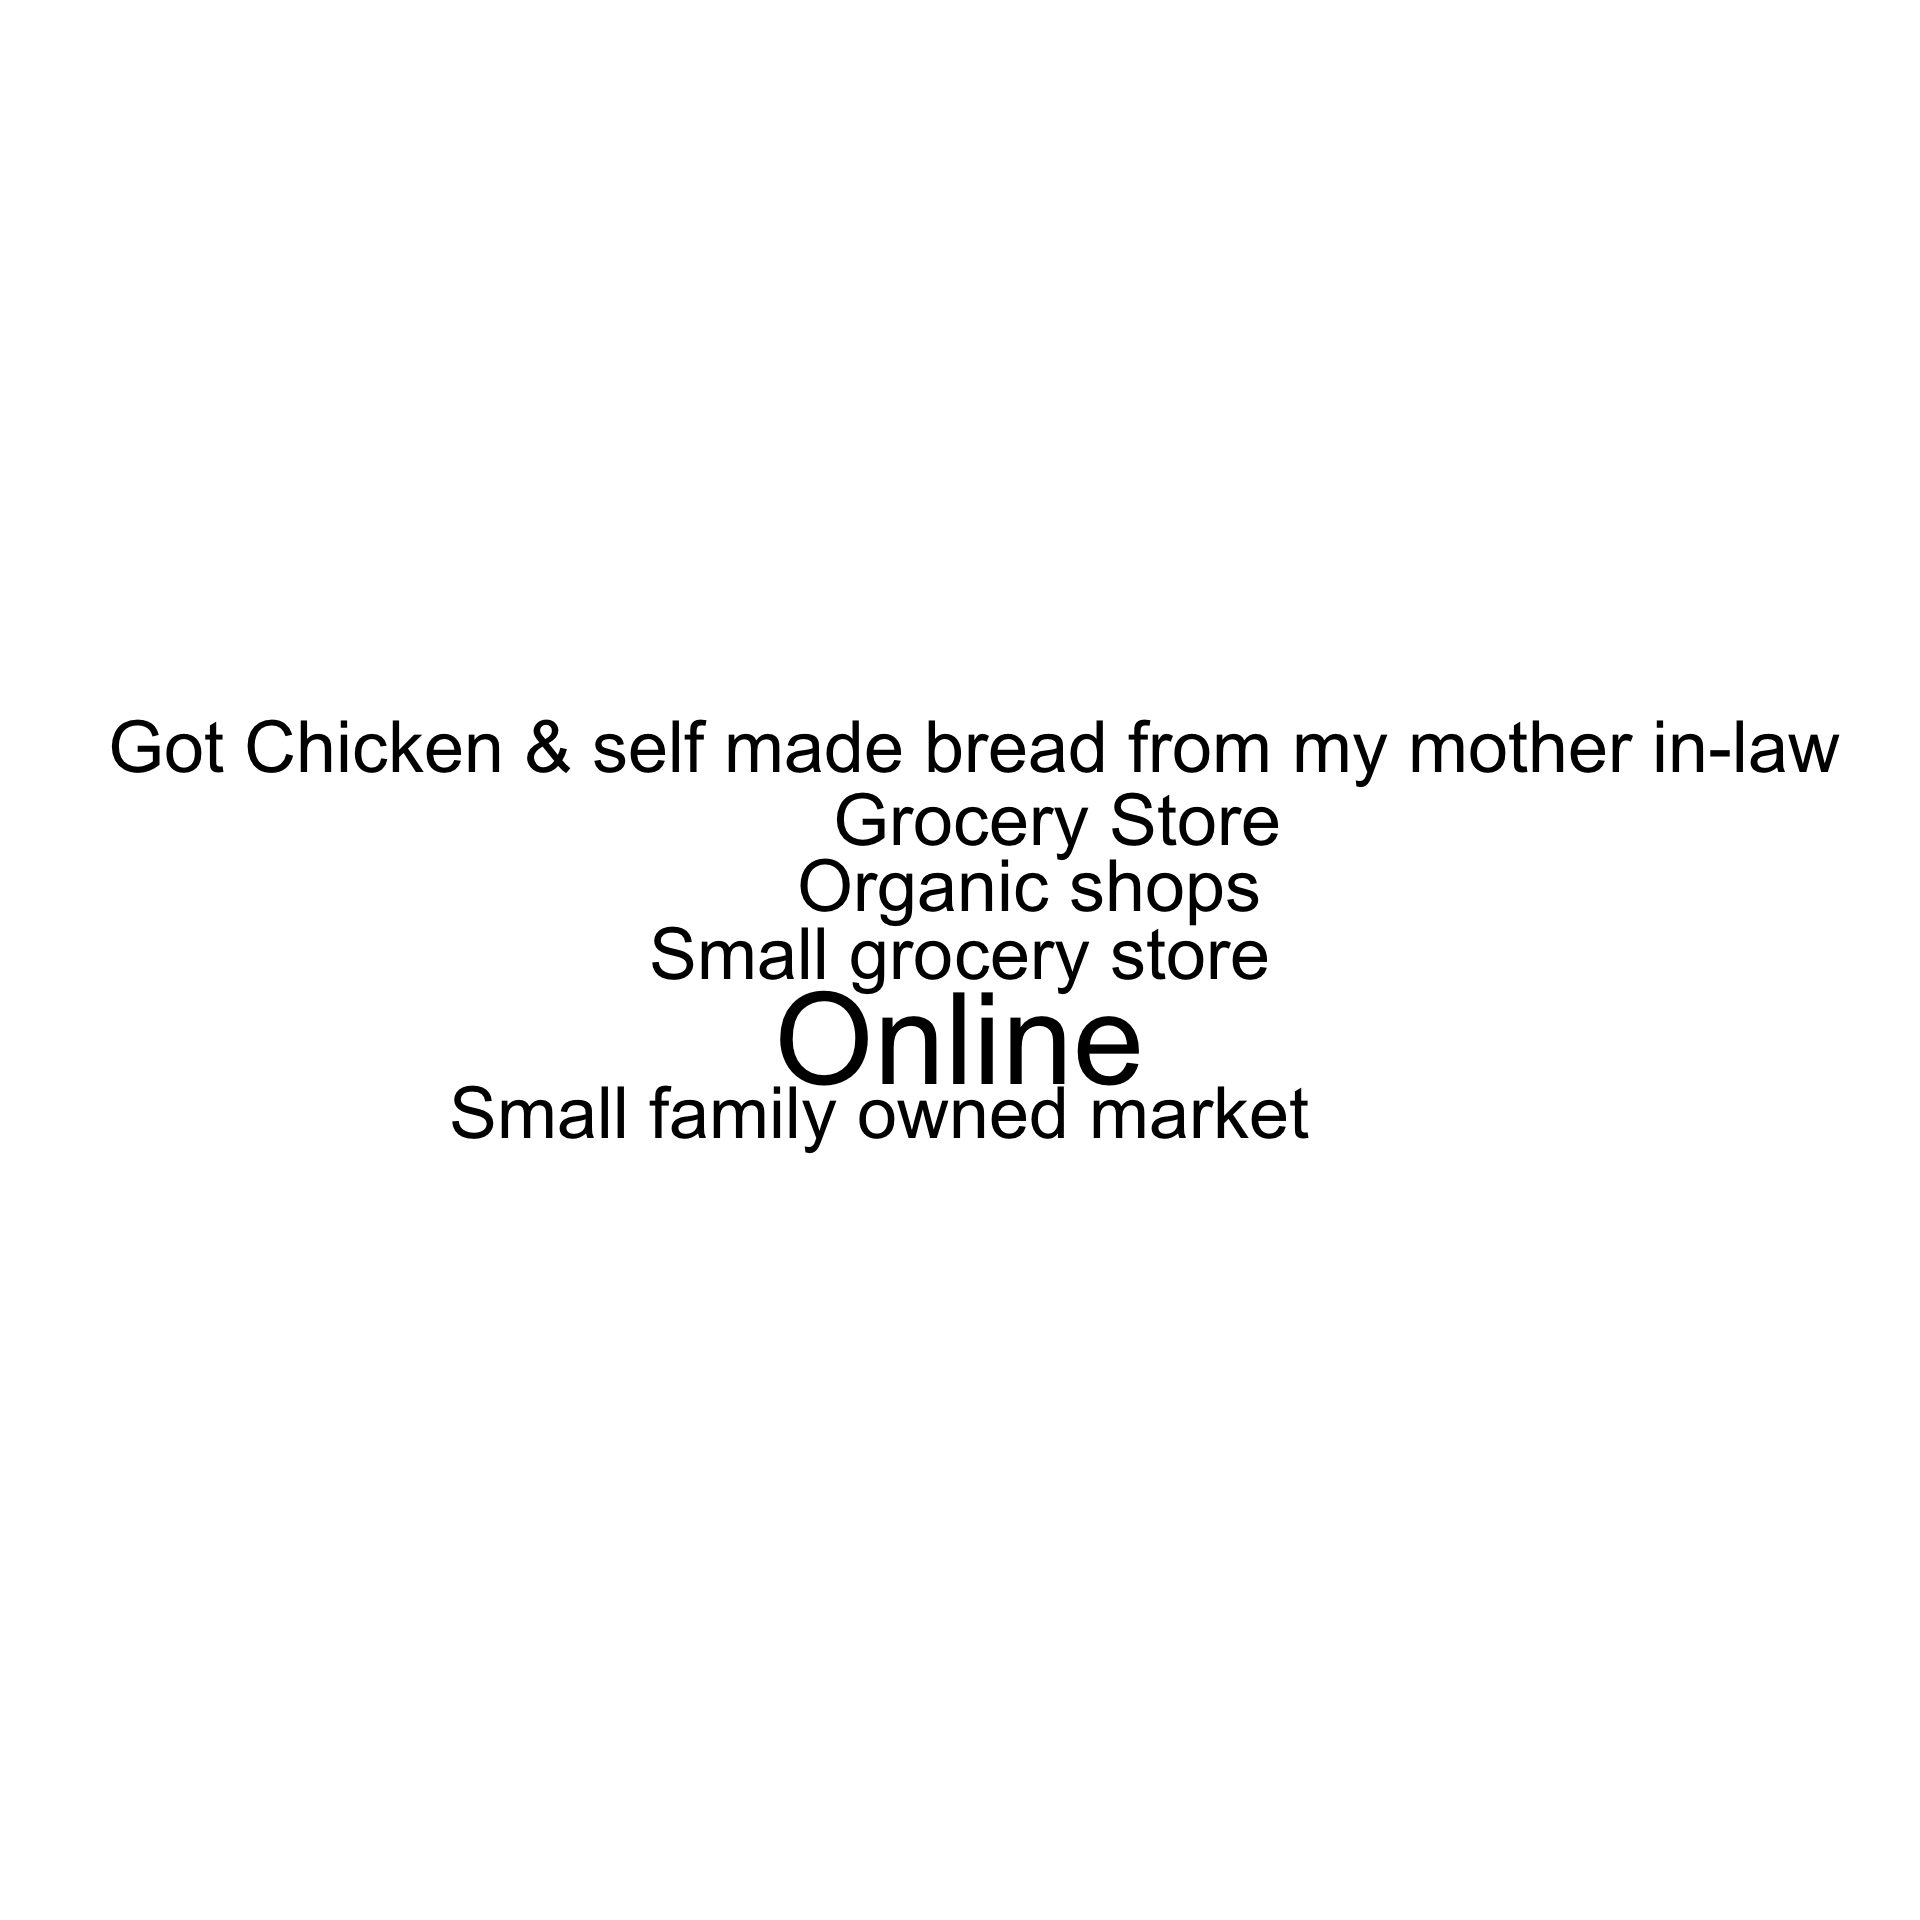 Got Chicken & self made bread from my mother in-law
Grocery Store
Organic shops
Small grocery store
Online
Small family owned market